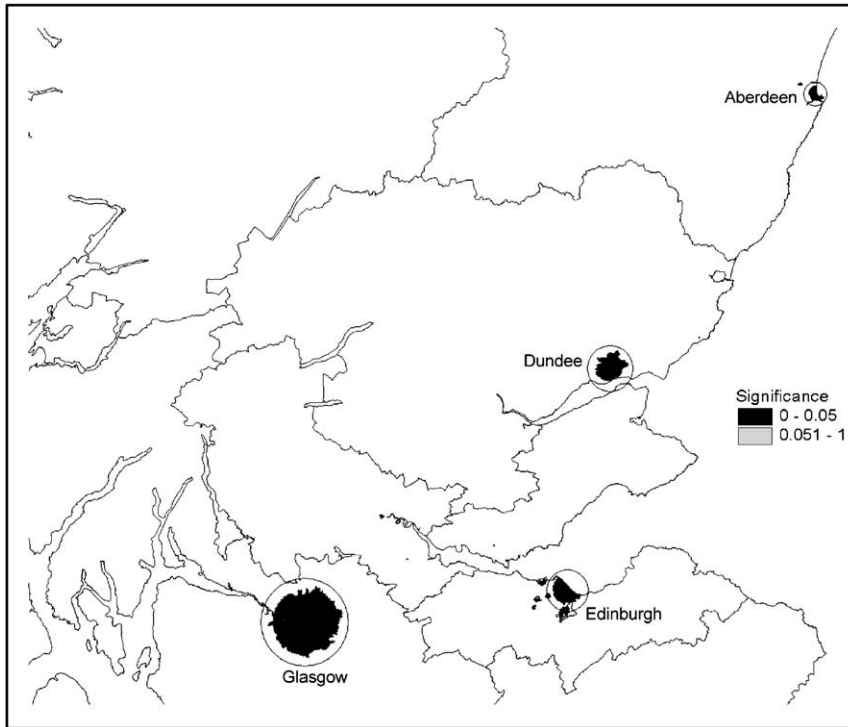 Aberdeen
Dundee
Significance
0 - 0.05
0.051 - 1
Edinburgh
Glasgow